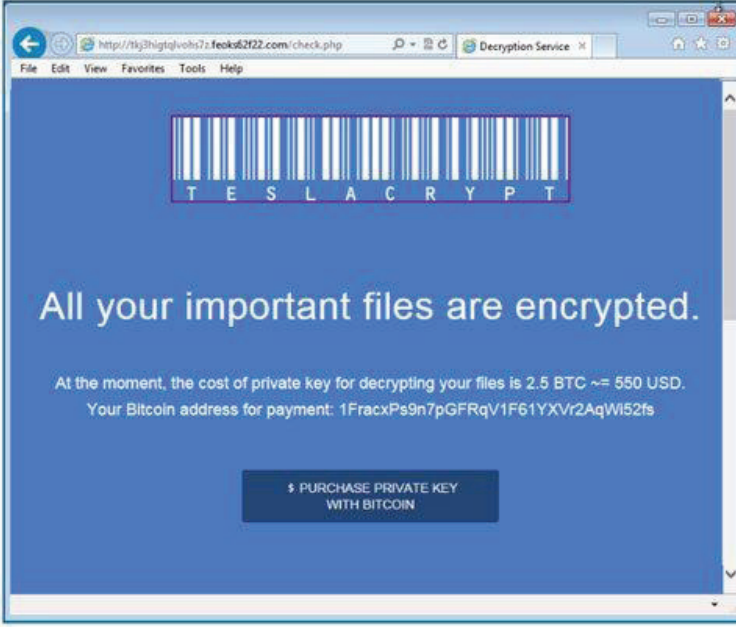 http://tkj3higtqlvohs7z.feoks62f22.com/check.php
Decryption Service
File Edit View Favorites Tools Help
TESLACRYPT
All your important files are encrypted.
At the moment, the cost of private key for decrypting your files is 2.5 BTC ~= 550 USD.
Your Bitcoin address for payment: 1FracxPs9n7pGFRqV1F61YXVr2AqWi52fs
$ PURCHASE PRIVATE KEY
WITH BITCOIN